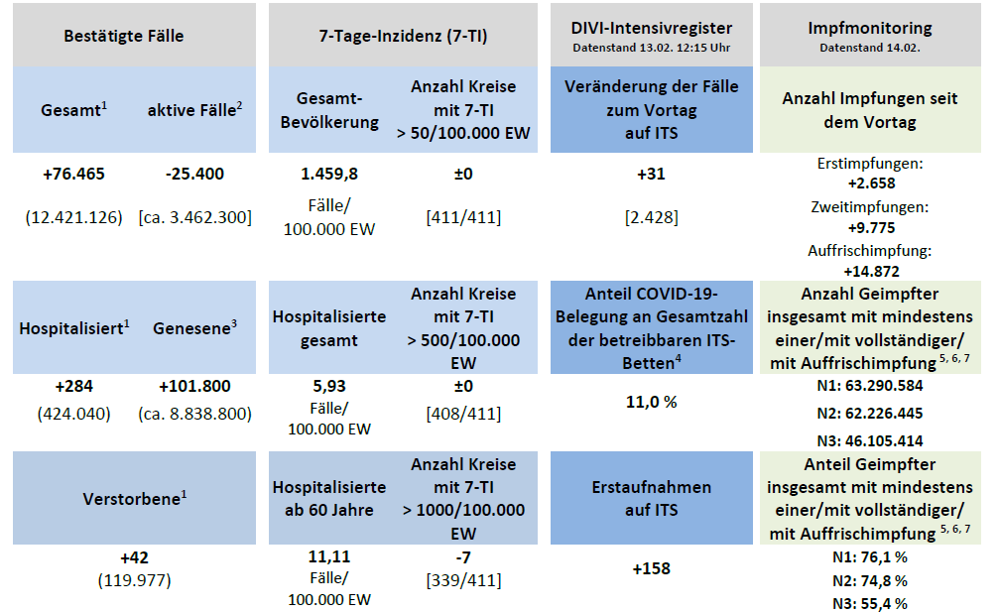 Bestätigte Fälle
7-Tage-Inzidenz (7-TI)
DIVI-Intensivregister
Datenstand 13.02. 12:15 Uhr
Impfmonitoring
Datenstand 14.02.
Gesamt¹
aktive Fälle²
Gesamt-
Bevölkerung
Anzahl Kreise
mit 7-TI
> 50/100.000 EW
Veränderung der Fälle
zum Vortag
auf ITS
Anzahl Impfungen seit
dem Vortag
+76.465
(12.421.126)
-25.400
[ca. 3.462.300]
1.459,8
Fälle/
100.000 EW
±0
[411/411]
+31
[2.428]
Erstimpfungen:
+2.658
Zweitimpfungen:
+9.775
Auffrischimpfung:
+14.872
Hospitalisiert¹
Genesene³
Hospitalisierte
gesamt
Anzahl Kreise
mit 7-TI
> 500/100.000
EW
Anteil COVID-19-
Belegung an Gesamtzahl
der betreibbaren ITS-
Betten⁴
Anzahl Geimpfter
insgesamt mit mindestens
einer/mit vollständiger/
mit Auffrischimpfung ⁵, ⁶, ⁷
+284
(424.040)
+101.800
(ca. 8.838.800)
5,93
Fälle/
100.000 EW
±0
[408/411]
11,0 %
N1: 63.290.584
N2: 62.226.445
N3: 46.105.414
Verstorbene¹
Hospitalisierte
ab 60 Jahre
Anzahl Kreise
mit 7-TI
> 1000/100.000
EW
Erstaufnahmen
auf ITS
Anteil Geimpfter
insgesamt mit mindestens
einer/mit vollständiger/
mit Auffrischimpfung ⁵, ⁶, ⁷
+42
(119.977)
11,11
Fälle/
100.000 EW
-7
[339/411]
+158
N1: 76,1 %
N2: 74,8 %
N3: 55,4 %